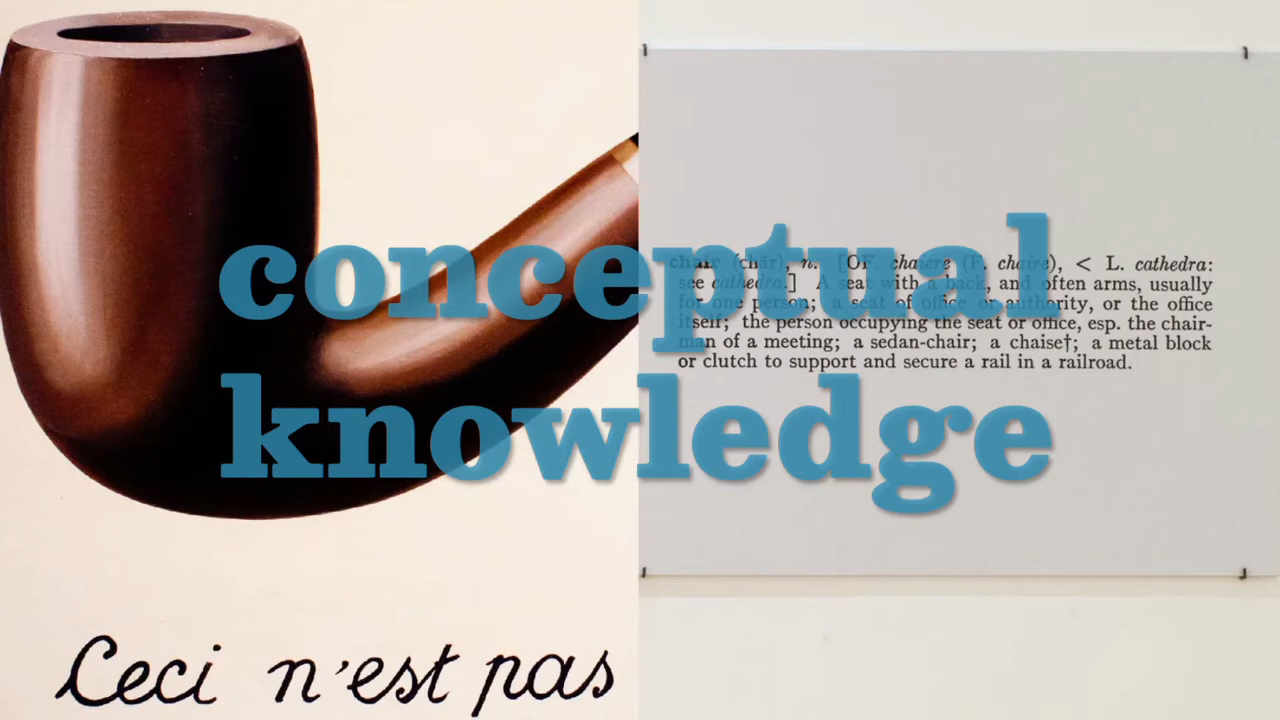 conceptual
knowledge
chair (chār), n. [OF. chaiere (F. chaire), < L. cathedra:
see cathedra.] A seat with a back, and often arms, usually
for one person; a seat of office or authority, or the office
itself; the person occupying the seat or office, esp. the chair-
man of a meeting; a sedan-chair; a chaise†; a metal block
or clutch to support and secure a rail in a railroad.
Ceci n'est pas